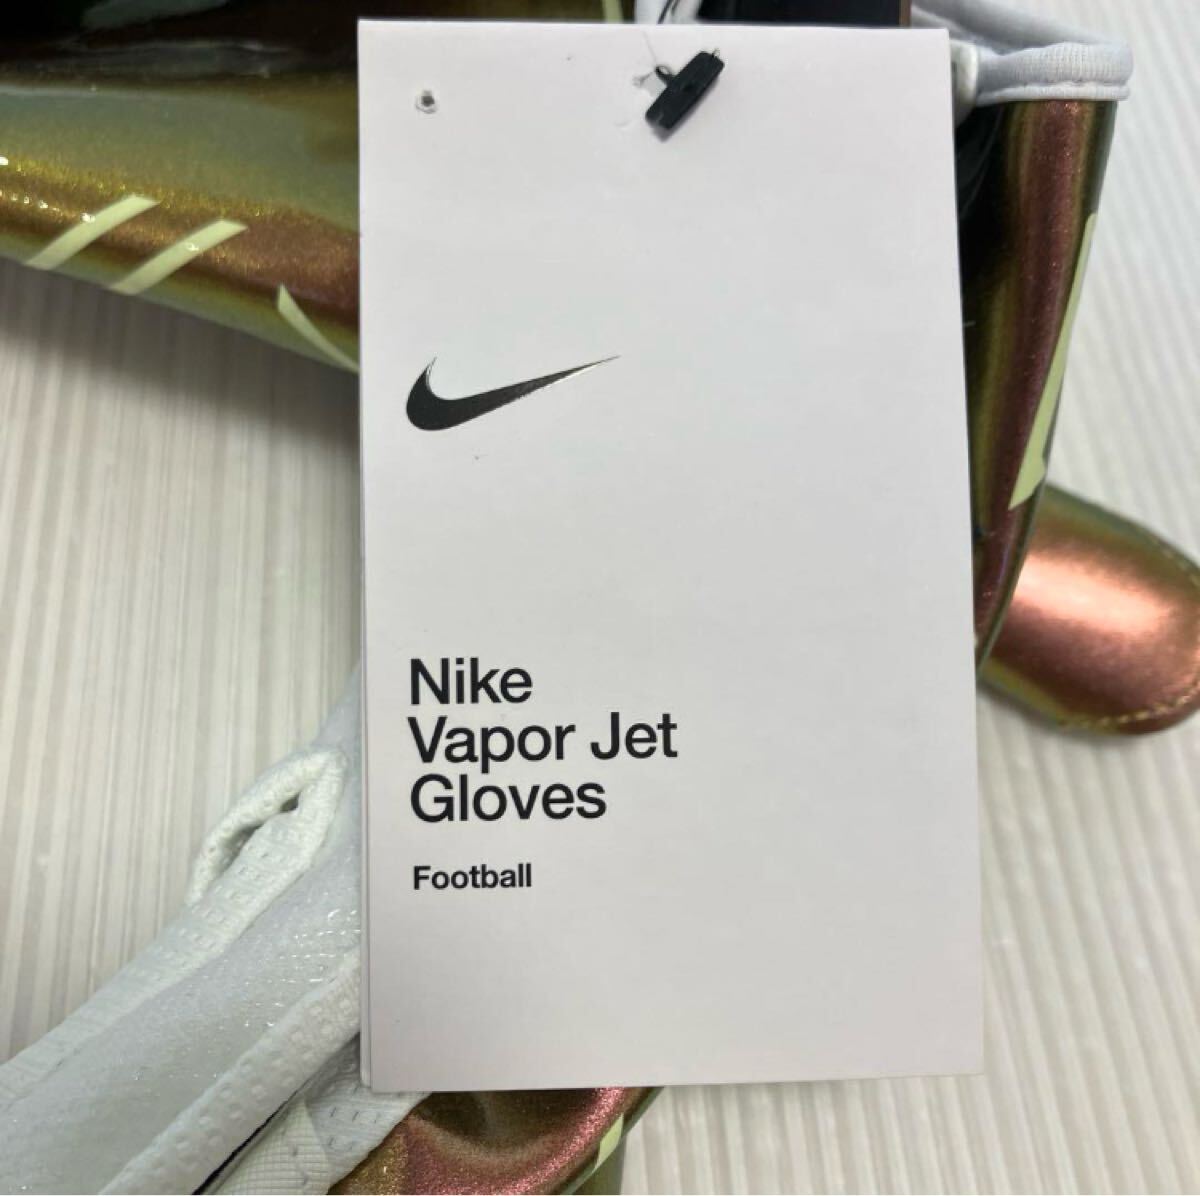 Nike
Vapor Jet
Gloves
Football